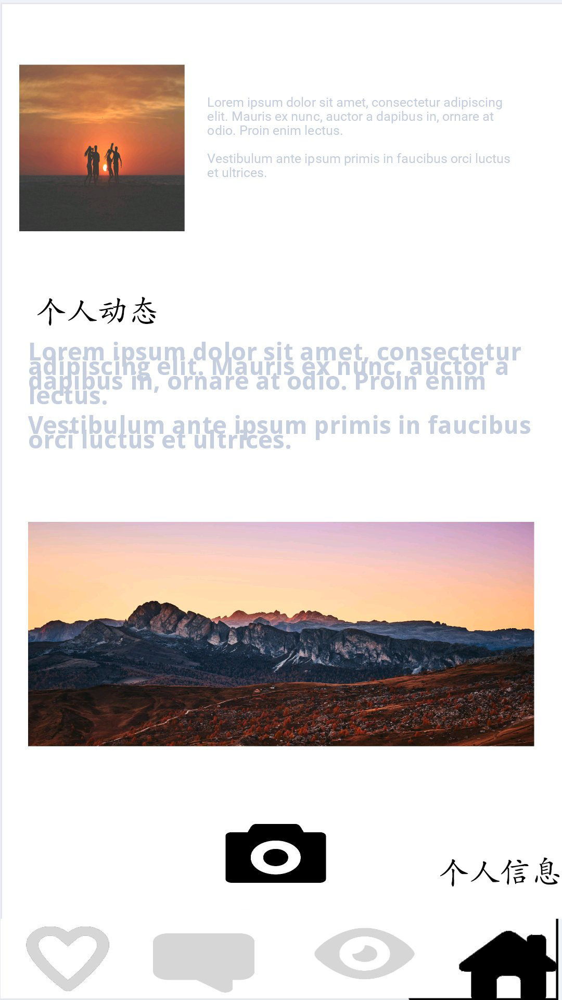 Lorem ipsum dolor sit amet, consectetur adipiscing
elit. Mauris ex nunc, auctor a dapibus in, ornare at
odio. Proin enim lectus.
Vestibulum ante ipsum primis in faucibus orci luctus
et ultrices.
个人动态
Lorem ipsum dolor sit amet, consectetur
adipiscing elit. Mauris ex nunc, auctor a
dapibus in, ornare at odio. Proin enim
lectus.
Vestibulum ante ipsum primis in faucibus
orci luctus et ultrices.
个人信息